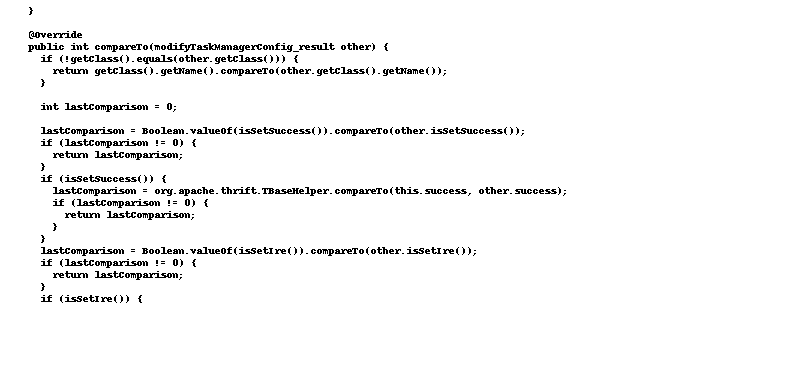 }

@Override
public int compareTo(modifyTaskManagerConfig_result other) {
  if (!getClass().equals(other.getClass())) {
    return getClass().getName().compareTo(other.getClass().getName());
  }

  int lastComparison = 0;

  lastComparison = Boolean.valueOf(isSetSuccess()).compareTo(other.isSetSuccess());
  if (lastComparison != 0) {
    return lastComparison;
  }
  if (isSetSuccess()) {
    lastComparison = org.apache.thrift.TBaseHelper.compareTo(this.success, other.success);
    if (lastComparison != 0) {
      return lastComparison;
    }
  }
  lastComparison = Boolean.valueOf(isSetIre()).compareTo(other.isSetIre());
  if (lastComparison != 0) {
    return lastComparison;
  }
  if (isSetIre()) {